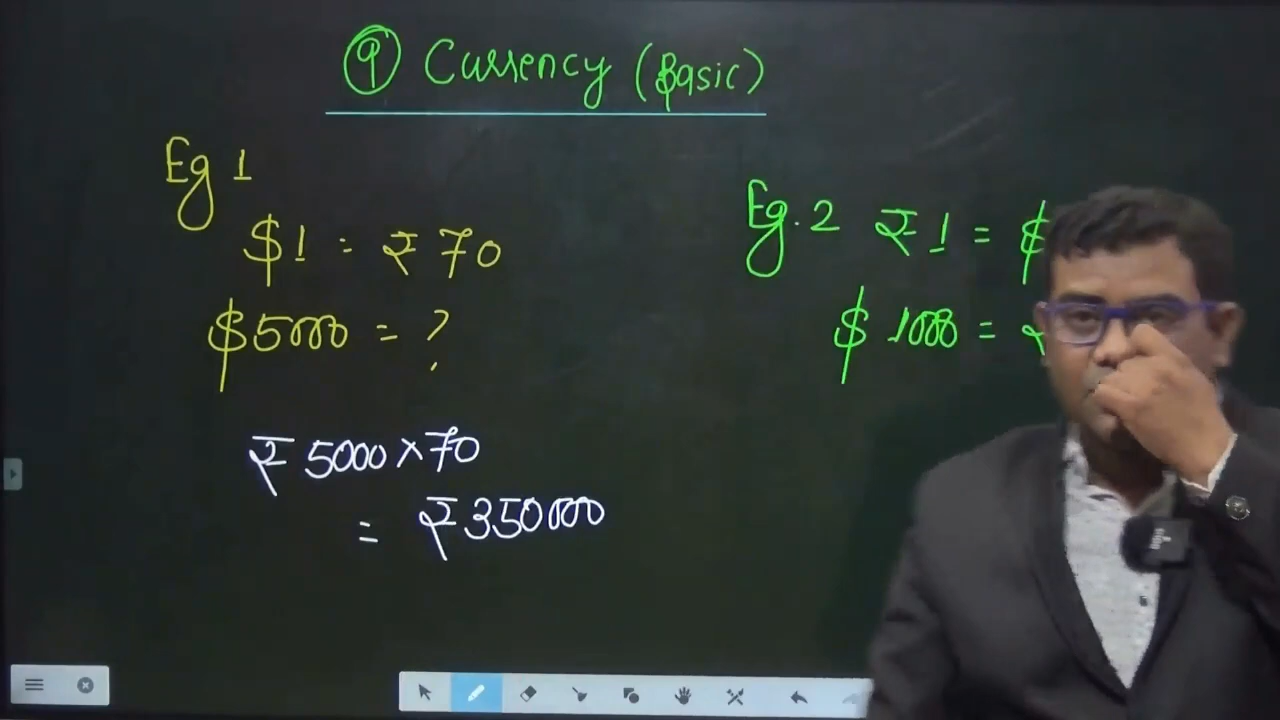 9 Currency (Basic)
Eg 1
$1 = ₹70
$5000 = ?
₹5000×70
= ₹350000
Eg.2 ₹1 = $
$1000 = ₹